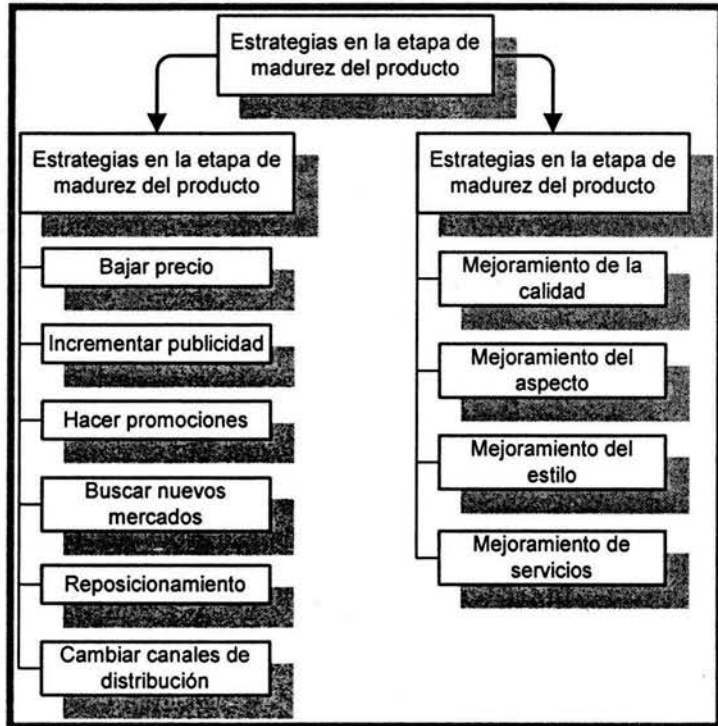 Estrategias en la etapa de
madurez del producto
Estrategias en la etapa de
madurez del producto
Bajar precio
Incrementar publicidad
Hacer promociones
Buscar nuevos
mercados
Reposicionamiento
Cambiar canales de
distribución
Estrategias en la etapa de
madurez del producto
Mejoramiento de la
calidad
Mejoramiento del
aspecto
Mejoramiento del
estilo
Mejoramiento de
servicios